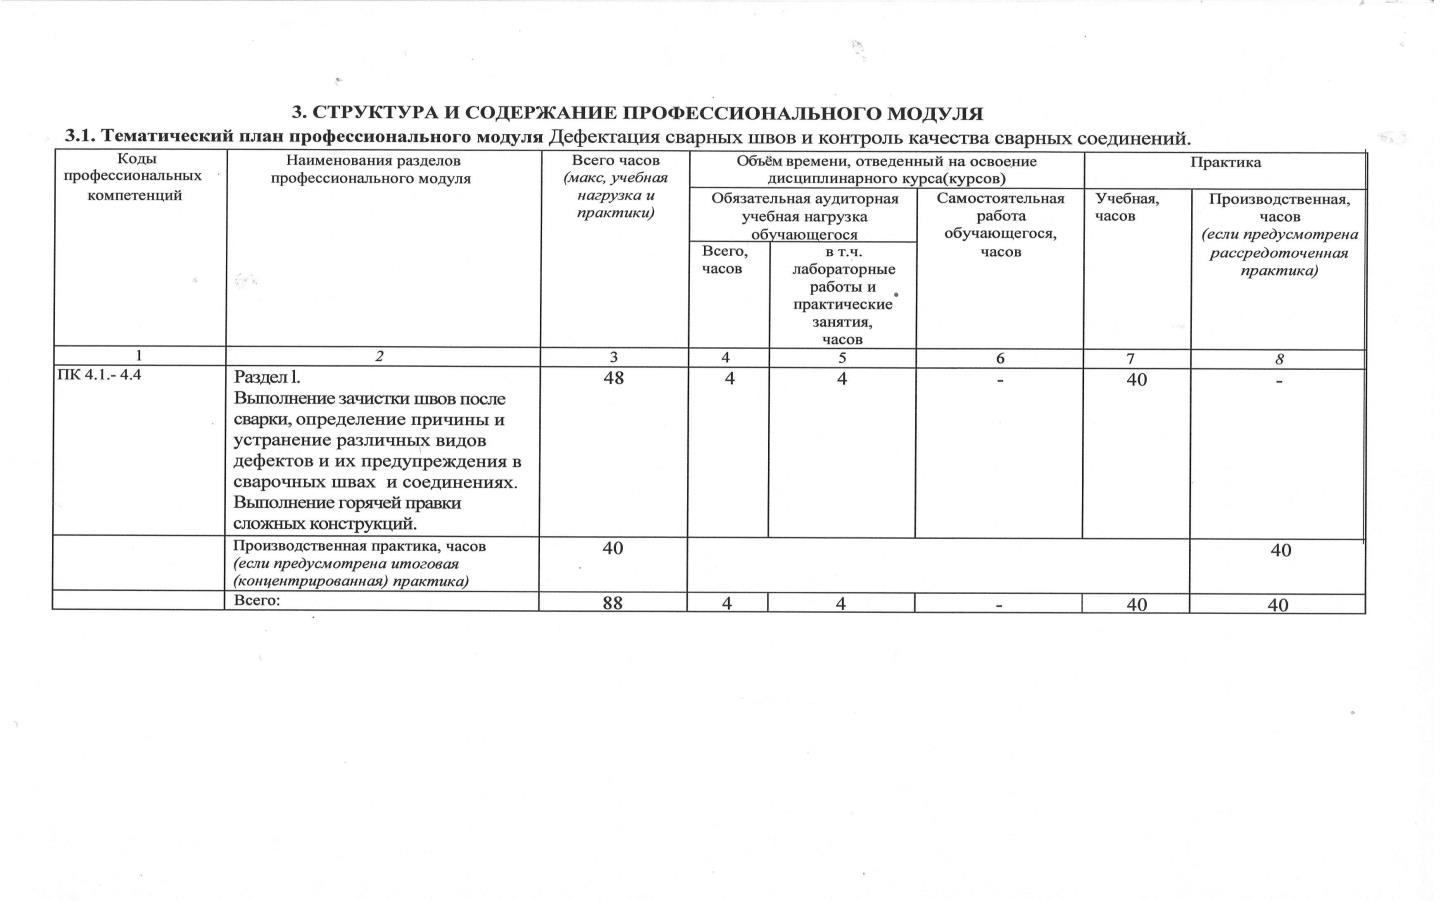 3. СТРУКТУРА И СОДЕРЖАНИЕ ПРОФЕССИОНАЛЬНОГО МОДУЛЯ
3.1. Тематический план профессионального модуля Дефектация сварных швов и контроль качества сварных соединений.
Коды
профессиональных
компетенций
Наименования разделов
профессионального модуля
Всего часов
(макс, учебная
нагрузка и
практики)
Объём времени, отведенный на освоение
дисциплинарного курса(курсов)
Практика
Обязательная аудиторная
учебная нагрузка
обучающегося
Самостоятельная
работа
обучающегося,
часов
Учебная,
часов
Производственная,
часов
(если предусмотрена
рассредоточенная
практика)
Всего,
часов
в т.ч.
лабораторные
работы и
практические
занятия,
часов
1 2 3 4 5 6 7 8
ПК 4.1.- 4.4
Раздел l.
Выполнение зачистки швов после
сварки, определение причины и
устранение различных видов
дефектов и их предупреждения в
сварочных швах и соединениях.
Выполнение горячей правки
сложных конструкций.
48 4 4 - 40 -
Производственная практика, часов
(если предусмотрена итоговая
(концентрированная) практика)
40 40
Всего: 88 4 4 - 40 40